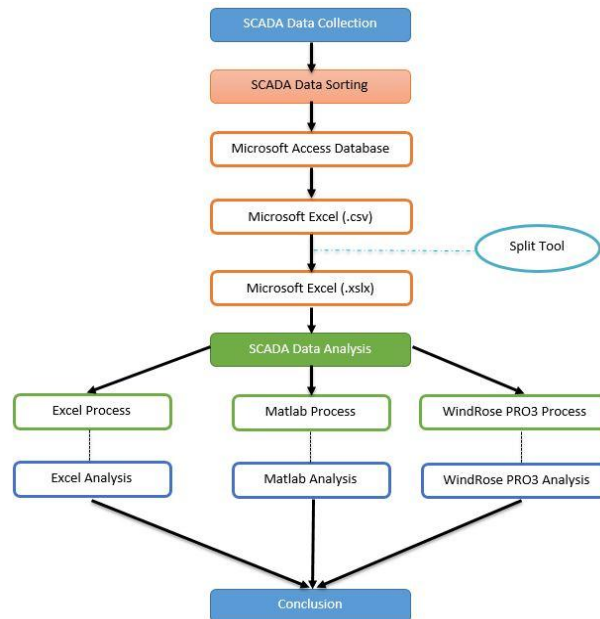 SCADA Data Collection
SCADA Data Sorting
Microsoft Access Database
Microsoft Excel (.csv)
Split Tool
Microsoft Excel (.xslx)
SCADA Data Analysis
Excel Process
Matlab Process
WindRose PRO3 Process
Excel Analysis
Matlab Analysis
WindRose PRO3 Analysis
Conclusion